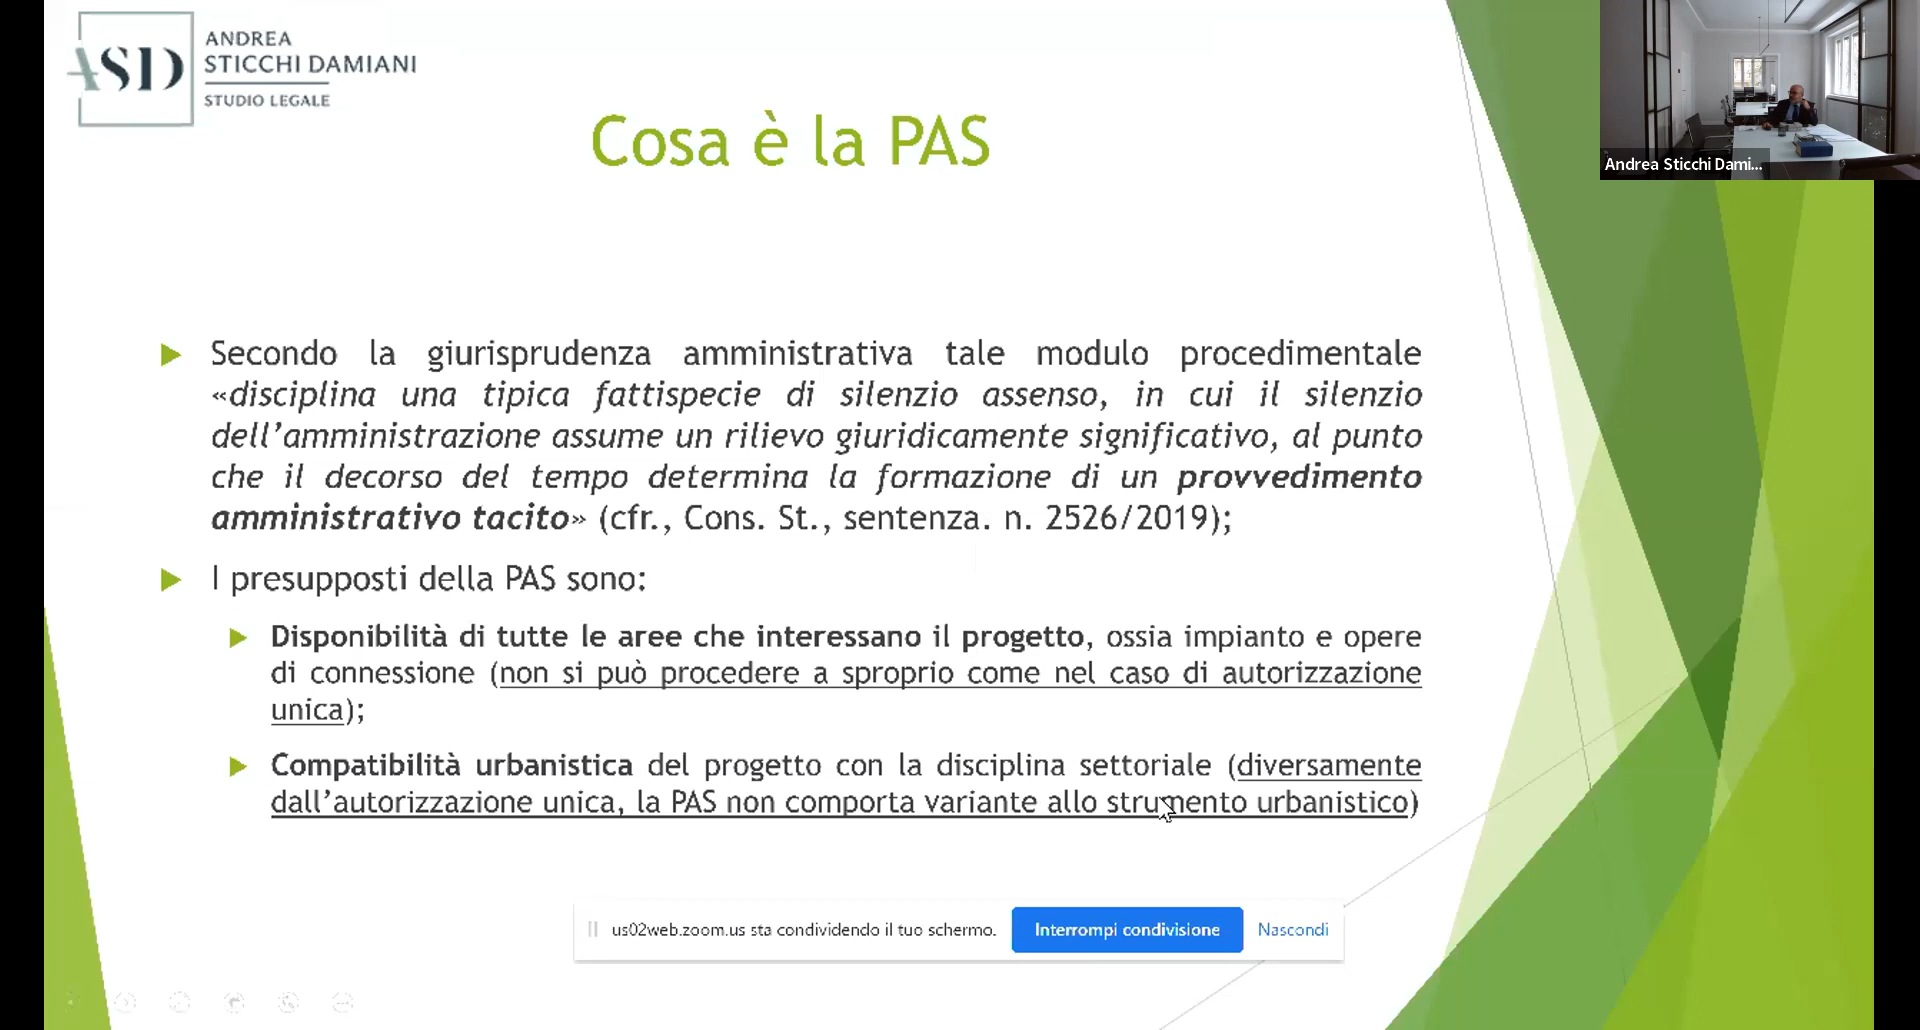 ASD
ANDREA
STICCHI DAMIANI
STUDIO LEGALE
Cosa è la PAS
Andrea Sticchi Dami...
Secondo la giurisprudenza amministrativa tale modulo procedimentale
«disciplina una tipica fattispecie di silenzio assenso, in cui il silenzio
dell'amministrazione assume un rilievo giuridicamente significativo, al punto
che il decorso del tempo determina la formazione di un provvedimento
amministrativo tacito» (cfr., Cons. St., sentenza. n. 2526/2019);
I presupposti della PAS sono:
Disponibilità di tutte le aree che interessano il progetto, ossia impianto e opere
di connessione (non si può procedere a sproprio come nel caso di autorizzazione
unica);
Compatibilità urbanistica del progetto con la disciplina settoriale (diversamente
dall'autorizzazione unica, la PAS non comporta variante allo strumento urbanistico)
us02web.zoom.us sta condividendo il tuo schermo.
Interrompi condivisione
Nascondi